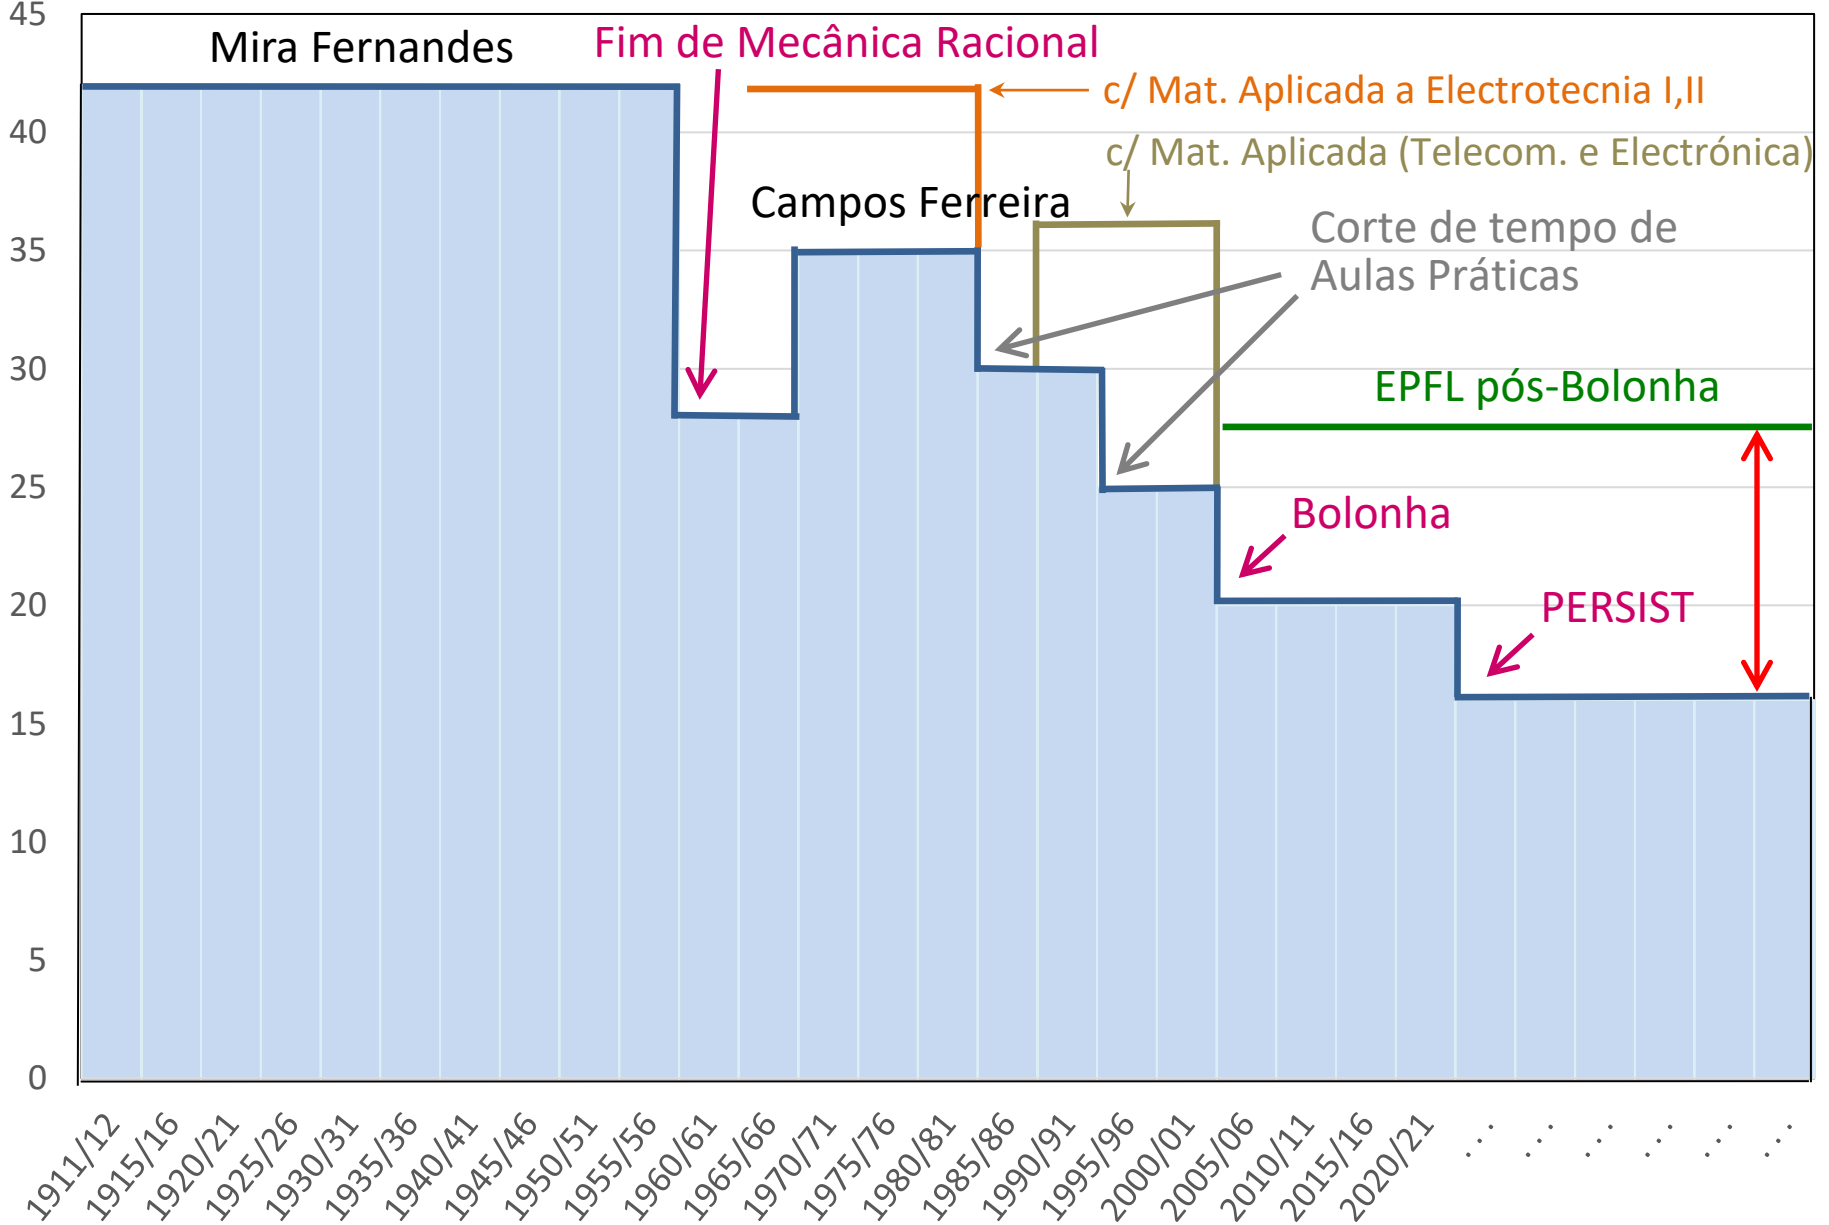 45
Mira Fernandes
Fim de Mecânica Racional
c/ Mat. Aplicada a Electrotecnia I,II
40
c/ Mat. Aplicada (Telecom. e Electrónica)
Campos Ferreira
Corte de tempo de
Aulas Práticas
35
30
EPFL pós-Bolonha
25
Bolonha
20
PERSIST
15
10
5
0
1911/12
1915/16
1920/21
1925/26
1930/31
1935/36
1940/41
1945/46
1950/51
1955/56
1960/61
1965/66
1970/71
1975/76
1980/81
1985/86
1990/91
1995/96
2000/01
2005/06
2010/11
2015/16
2020/21
. . .
. . .
. . .
. . .
. . .
. . .